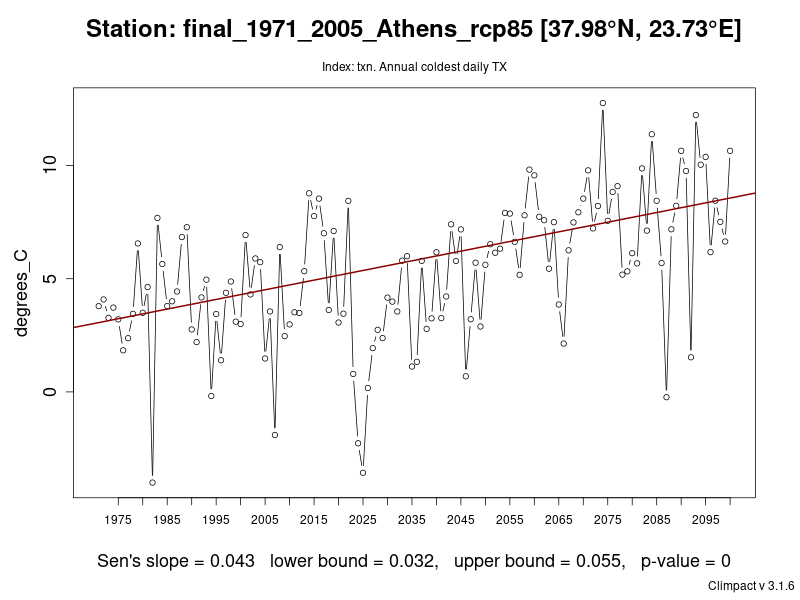 Station: final_1971_2005_Athens_rcp85 [37.98°N, 23.73°E]
Index: txn. Annual coldest daily TX
degrees_C
10
5
0
1975 1985 1995 2005 2015 2025 2035 2045 2055 2065 2075 2085 2095
Sen's slope = 0.043 lower bound = 0.032, upper bound = 0.055, p-value = 0
Climpact v 3.1.6